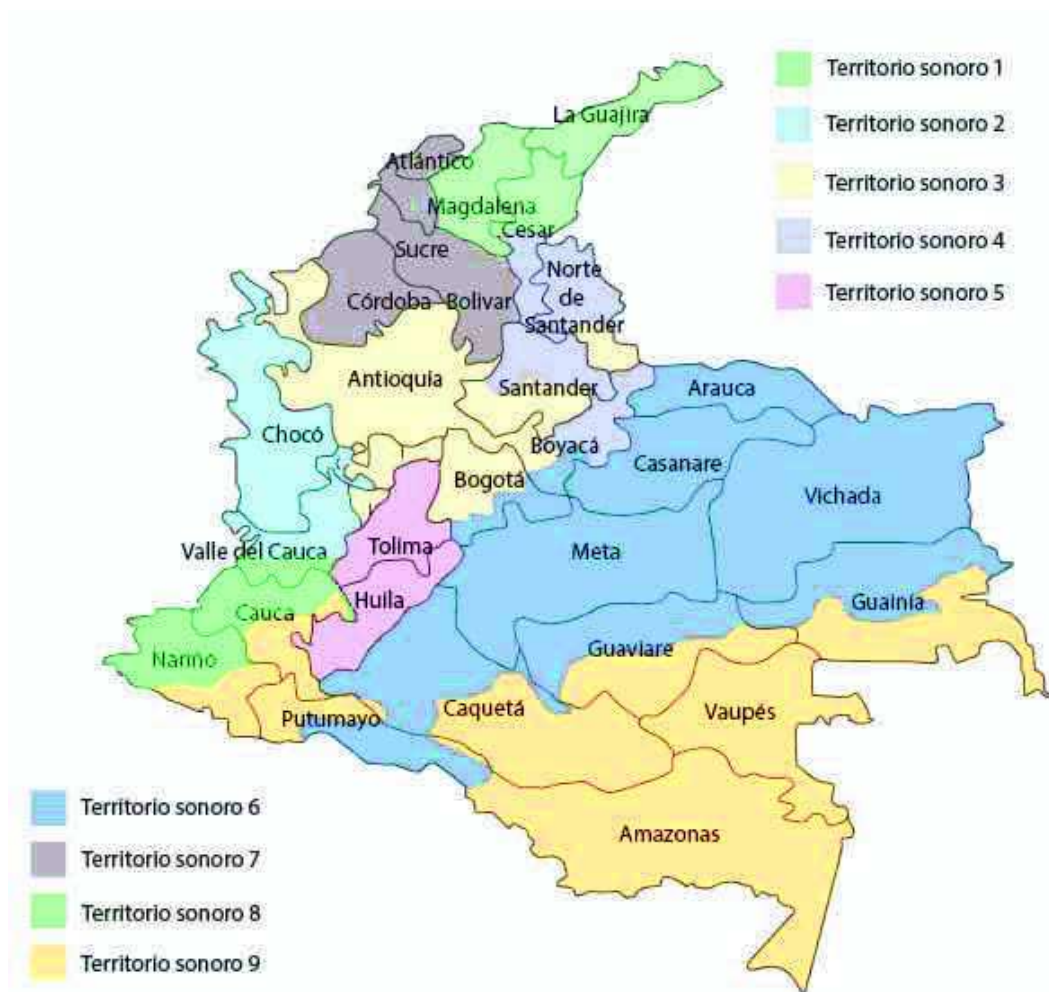 Territorio sonoro 1
Territorio sonoro 2
Territorio sonoro 3
Territorio sonoro 4
Territorio sonoro 5
La Guajira
Atlántico
Magdalena
Cesar
Sucre
Norte
de
Santander
Córdoba
Bolivar
Antioquia
Santander
Arauca
Chocó
Boyacá
Casanare
Bogotá
Vichada
Valle del Cauca
Tolima
Meta
Huila
Cauca
Guainía
Nariño
Guaviare
Putumayo
Caquetá
Vaupés
Amazonas
Territorio sonoro 6
Territorio sonoro 7
Territorio sonoro 8
Territorio sonoro 9